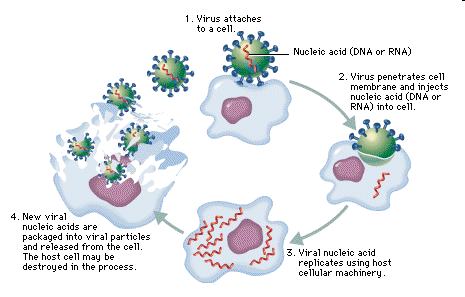 1. Virus attaches
to a cell.
Nucleic acid (DNA or RNA)
2. Virus penetrates cell
membrane and injects
nucleic acid (DNA or
RNA) into cell.
3. Viral nucleic acid
replicates using host
cellular machinery.
4. New viral
nucleic acids are
packaged into viral particles
and released from the cell.
The host cell may be
destroyed in the process.